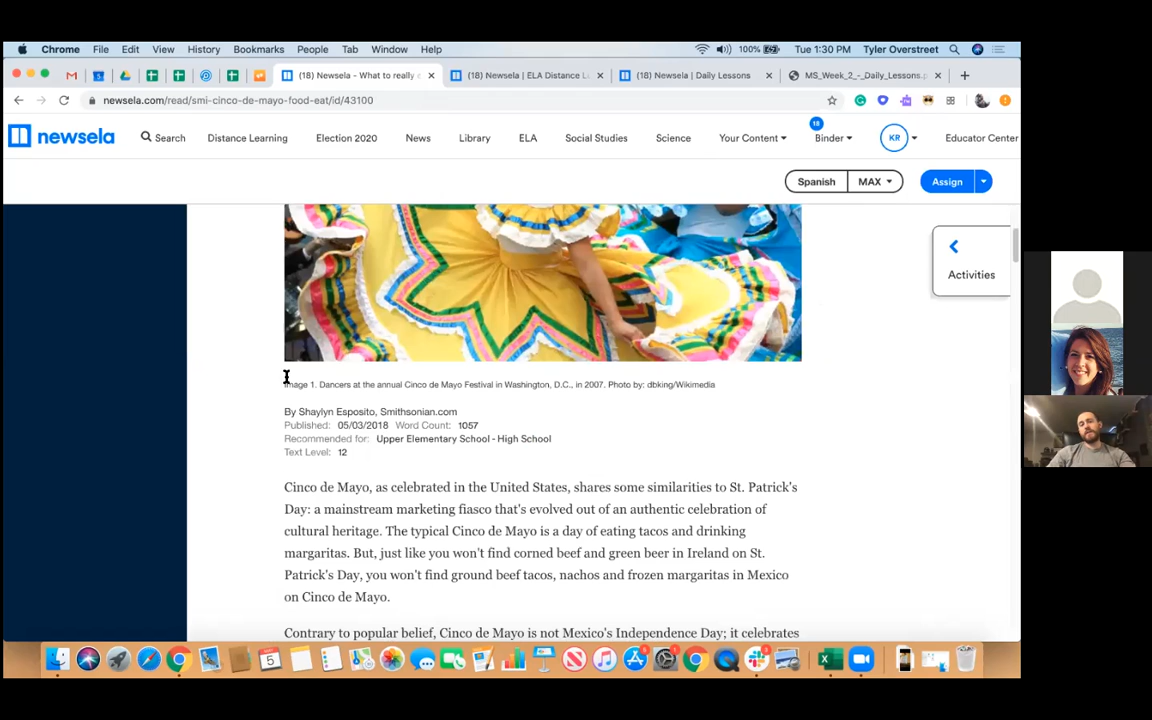 Chrome File Edit View History Bookmarks People Tab Window Help 100% Tue 1:30 PM Tyler Overstreet
(18) Newsela - What to really (18) Newsela | ELA Distance L (18) Newsela | Daily Lessons MS_Week_2_-_Daily_Lessons.
newsela.com/read/smi-cinco-de-mayo-food-eat/id/43100
newsela Search Distance Learning Election 2020 News Library ELA Social Studies Science Your Content 18 Binder KR Educator Center
Spanish MAX Assign
Activities
Image 1. Dancers at the annual Cinco de Mayo Festival in Washington, D.C., in 2007. Photo by: dbking/Wikimedia
By Shaylyn Esposito, Smithsonian.com
Published: 05/03/2018 Word Count: 1057
Recommended for: Upper Elementary School - High School
Text Level: 12
Cinco de Mayo, as celebrated in the United States, shares some similarities to St. Patrick's
Day: a mainstream marketing fiasco that's evolved out of an authentic celebration of
cultural heritage. The typical Cinco de Mayo is a day of eating tacos and drinking
margaritas. But, just like you won't find corned beef and green beer in Ireland on St.
Patrick's Day, you won't find ground beef tacos, nachos and frozen margaritas in Mexico
on Cinco de Mayo.
Contrary to popular belief, Cinco de Mayo is not Mexico's Independence Day; it celebrates
5